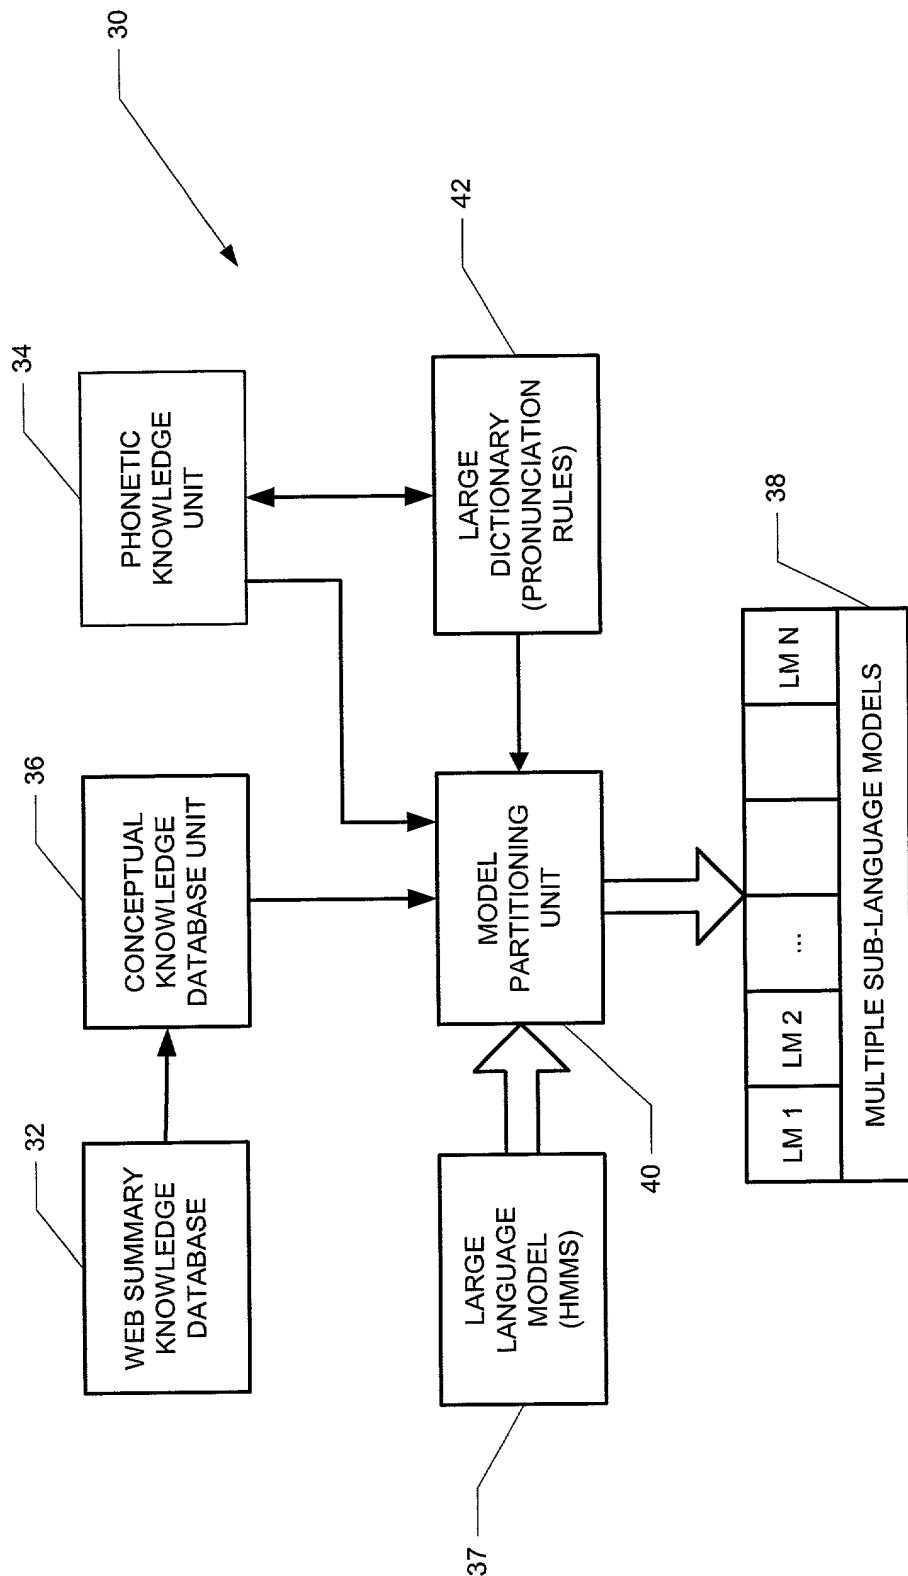 30
32
WEB SUMMARY
KNOWLEDGE
DATABASE
36
CONCEPTUAL
KNOWLEDGE
DATABASE UNIT
34
PHONETIC
KNOWLEDGE
UNIT
37
LARGE
LANGUAGE
MODEL
(HMMS)
40
MODEL
PARTITIONING
UNIT
42
LARGE
DICTIONARY
(PRONUNCIATION
RULES)
38
LM 1
LM 2
...
LM N
MULTIPLE SUB-LANGUAGE MODELS